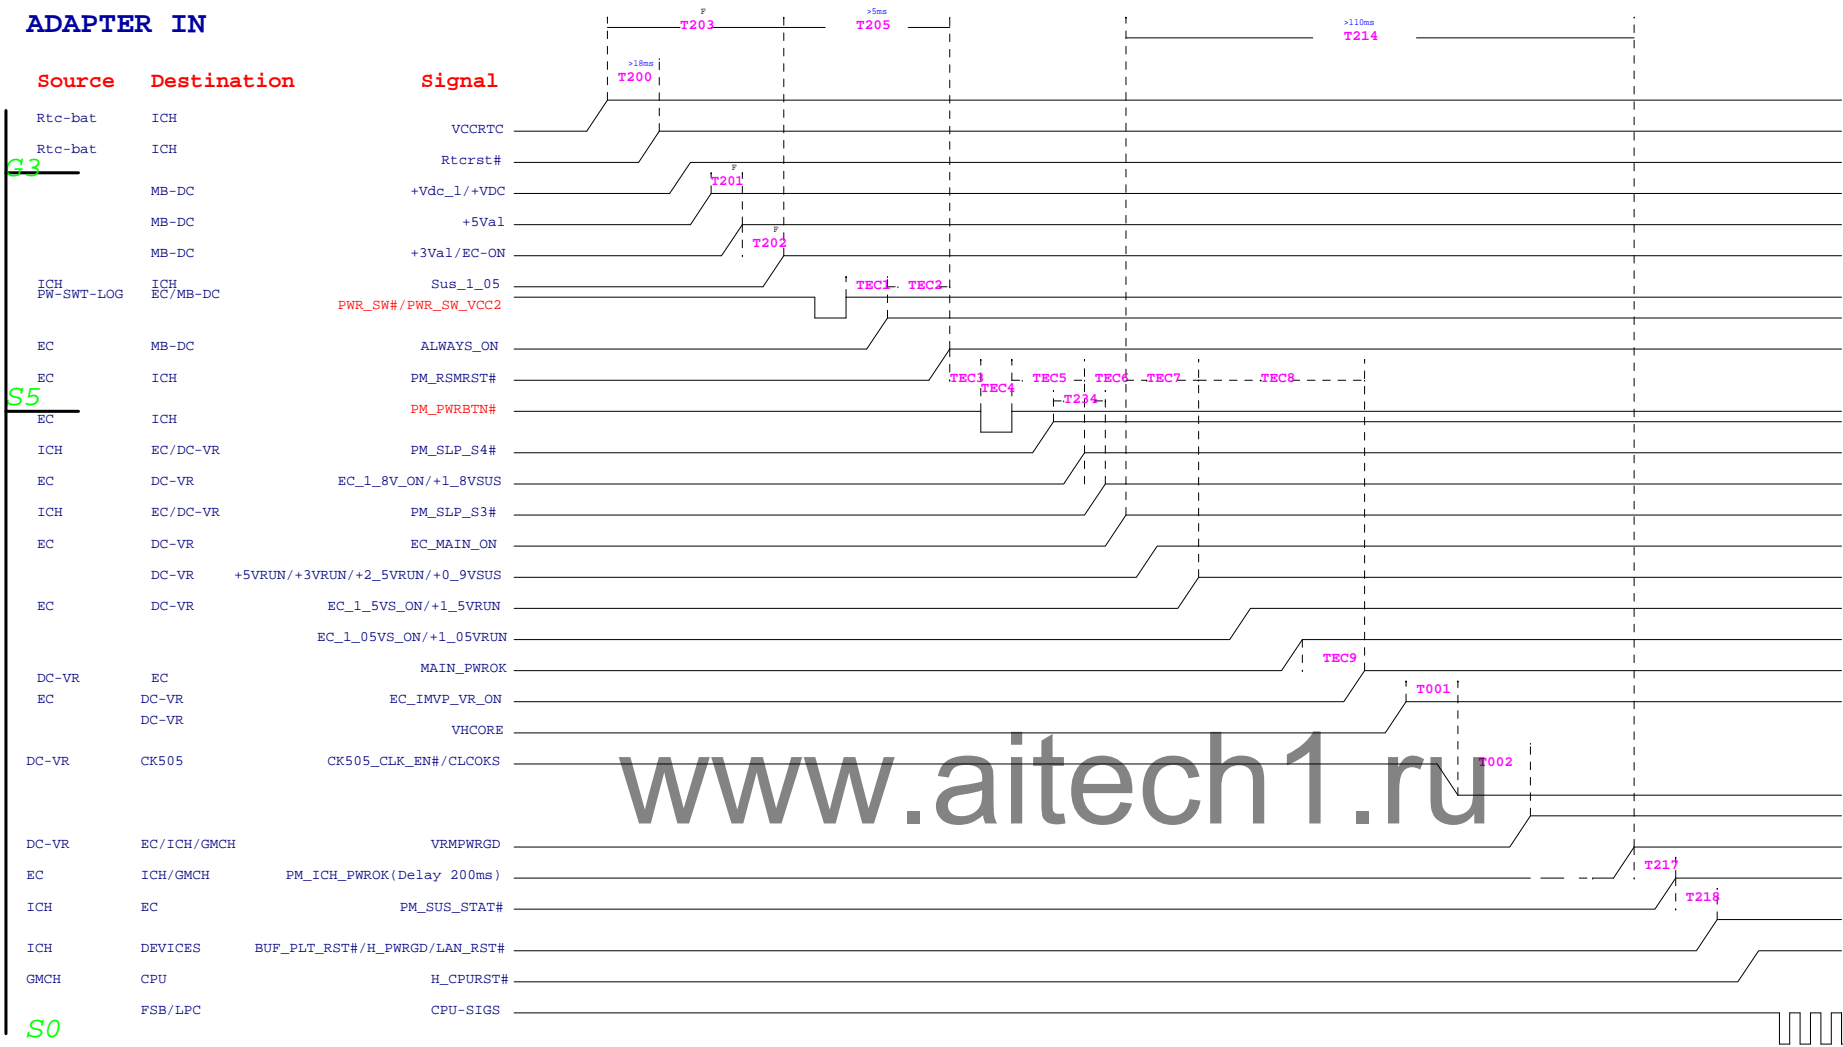 ADAPTER IN
F
T203
>5ms
T205
>110ms
T214
Source Destination Signal
>18ms
T200
Rtc-bat ICH VCCRTC
Rtc-bat ICH Rtcrst#
G3
MB-DC +Vdc_1/+VDC
F
T201
MB-DC +5Val
F
T202
MB-DC +3Val/EC-ON
ICH ICH Sus_1_05
PW-SWT-LOG EC/MB-DC PWR_SW#/PWR_SW_VCC2
TEC1 TEC2
EC MB-DC ALWAYS_ON
EC ICH PM_RSMRST#
TEC3 TEC4 TEC5 TEC6 TEC7 TEC8
S5
T234
EC ICH PM_PWRBTN#
ICH EC/DC-VR PM_SLP_S4#
EC DC-VR EC_1_8V_ON/+1_8VSUS
ICH EC/DC-VR PM_SLP_S3#
EC DC-VR EC_MAIN_ON
DC-VR +5VRUN/+3VRUN/+2_5VRUN/+0_9VSUS
EC DC-VR EC_1_5VS_ON/+1_5VRUN
EC_1_05VS_ON/+1_05VRUN
TEC9
DC-VR EC MAIN_PWROK
EC DC-VR EC_IMVP_VR_ON
T001
DC-VR VHCORE
DC-VR CK505 CK505_CLK_EN#/CLCOKS
T002
www.aitech1.ru
DC-VR EC/ICH/GMCH VRMPWRGD
T217
EC ICH/GMCH PM_ICH_PWROK(Delay 200ms)
T218
ICH EC PM_SUS_STAT#
ICH DEVICES BUF_PLT_RST#/H_PWRGD/LAN_RST#
GMCH CPU H_CPURST#
FSB/LPC CPU-SIGS
S0